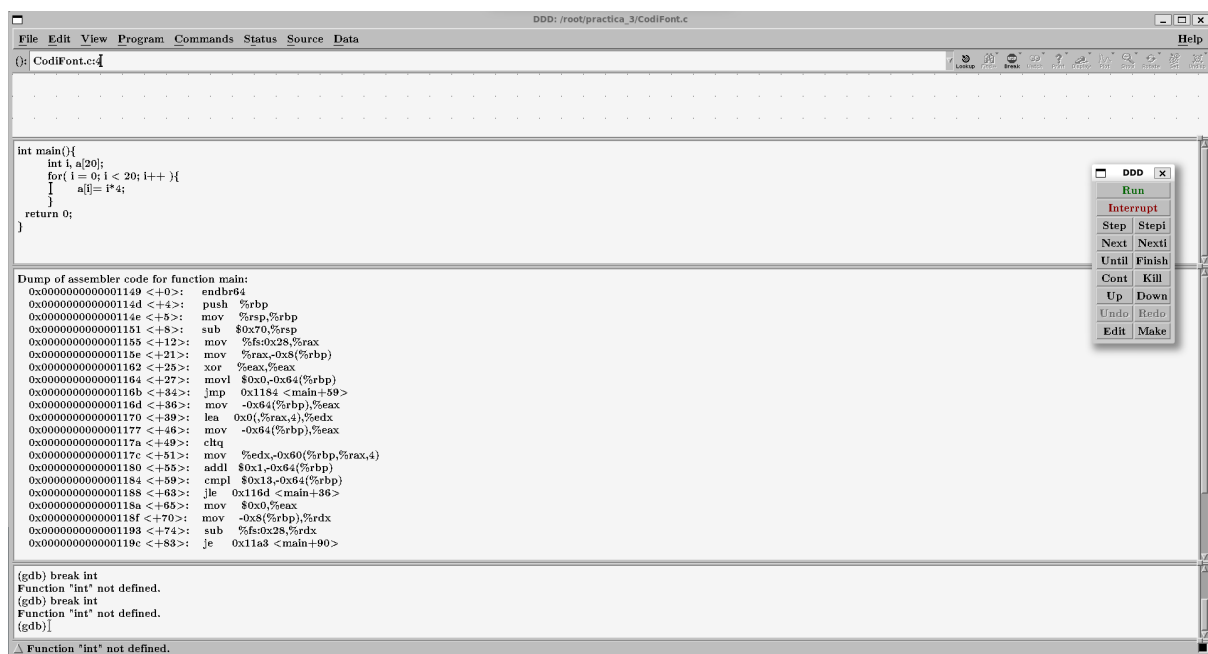 DDD: /root/practica_3/CodiFont.c
File Edit View Program Commands Status Source Data Help
(): CodiFont.c:4
Lookup Break
int main(){
int i, a[20];
for( i = 0; i < 20; i++ ){
a[i]= i*4;
}
return 0;
}
DDD
Run
Interrupt
Step Stepi
Next Nexti
Until Finish
Cont Kill
Up Down
Undo Redo
Edit Make
Dump of assembler code for function main:
0x0000000000001149 <+0>: endbr64
0x000000000000114d <+4>: push %rbp
0x000000000000114e <+5>: mov %rsp,%rbp
0x0000000000001151 <+8>: sub $0x70,%rsp
0x0000000000001155 <+12>: mov %fs:0x28,%rax
0x000000000000115e <+21>: mov %rax,-0x8(%rbp)
0x0000000000001162 <+25>: xor %eax,%eax
0x0000000000001164 <+27>: movl $0x0,-0x64(%rbp)
0x000000000000116b <+34>: jmp 0x1184 <main+59>
0x000000000000116d <+36>: mov -0x64(%rbp),%eax
0x0000000000001170 <+39>: lea 0x0(,%rax,4),%edx
0x0000000000001177 <+46>: mov -0x64(%rbp),%eax
0x000000000000117a <+49>: cltq
0x000000000000117c <+51>: mov %edx,-0x60(%rbp,%rax,4)
0x0000000000001180 <+55>: addl $0x1,-0x64(%rbp)
0x0000000000001184 <+59>: cmpl $0x13,-0x64(%rbp)
0x0000000000001188 <+63>: jle 0x116d <main+36>
0x000000000000118a <+65>: mov $0x0,%eax
0x000000000000118f <+70>: mov -0x8(%rbp),%rdx
0x0000000000001193 <+74>: sub %fs:0x28,%rdx
0x000000000000119c <+83>: je 0x11a3 <main+90>
(gdb) break int
Function "int" not defined.
(gdb) break int
Function "int" not defined.
(gdb)
Function "int" not defined.